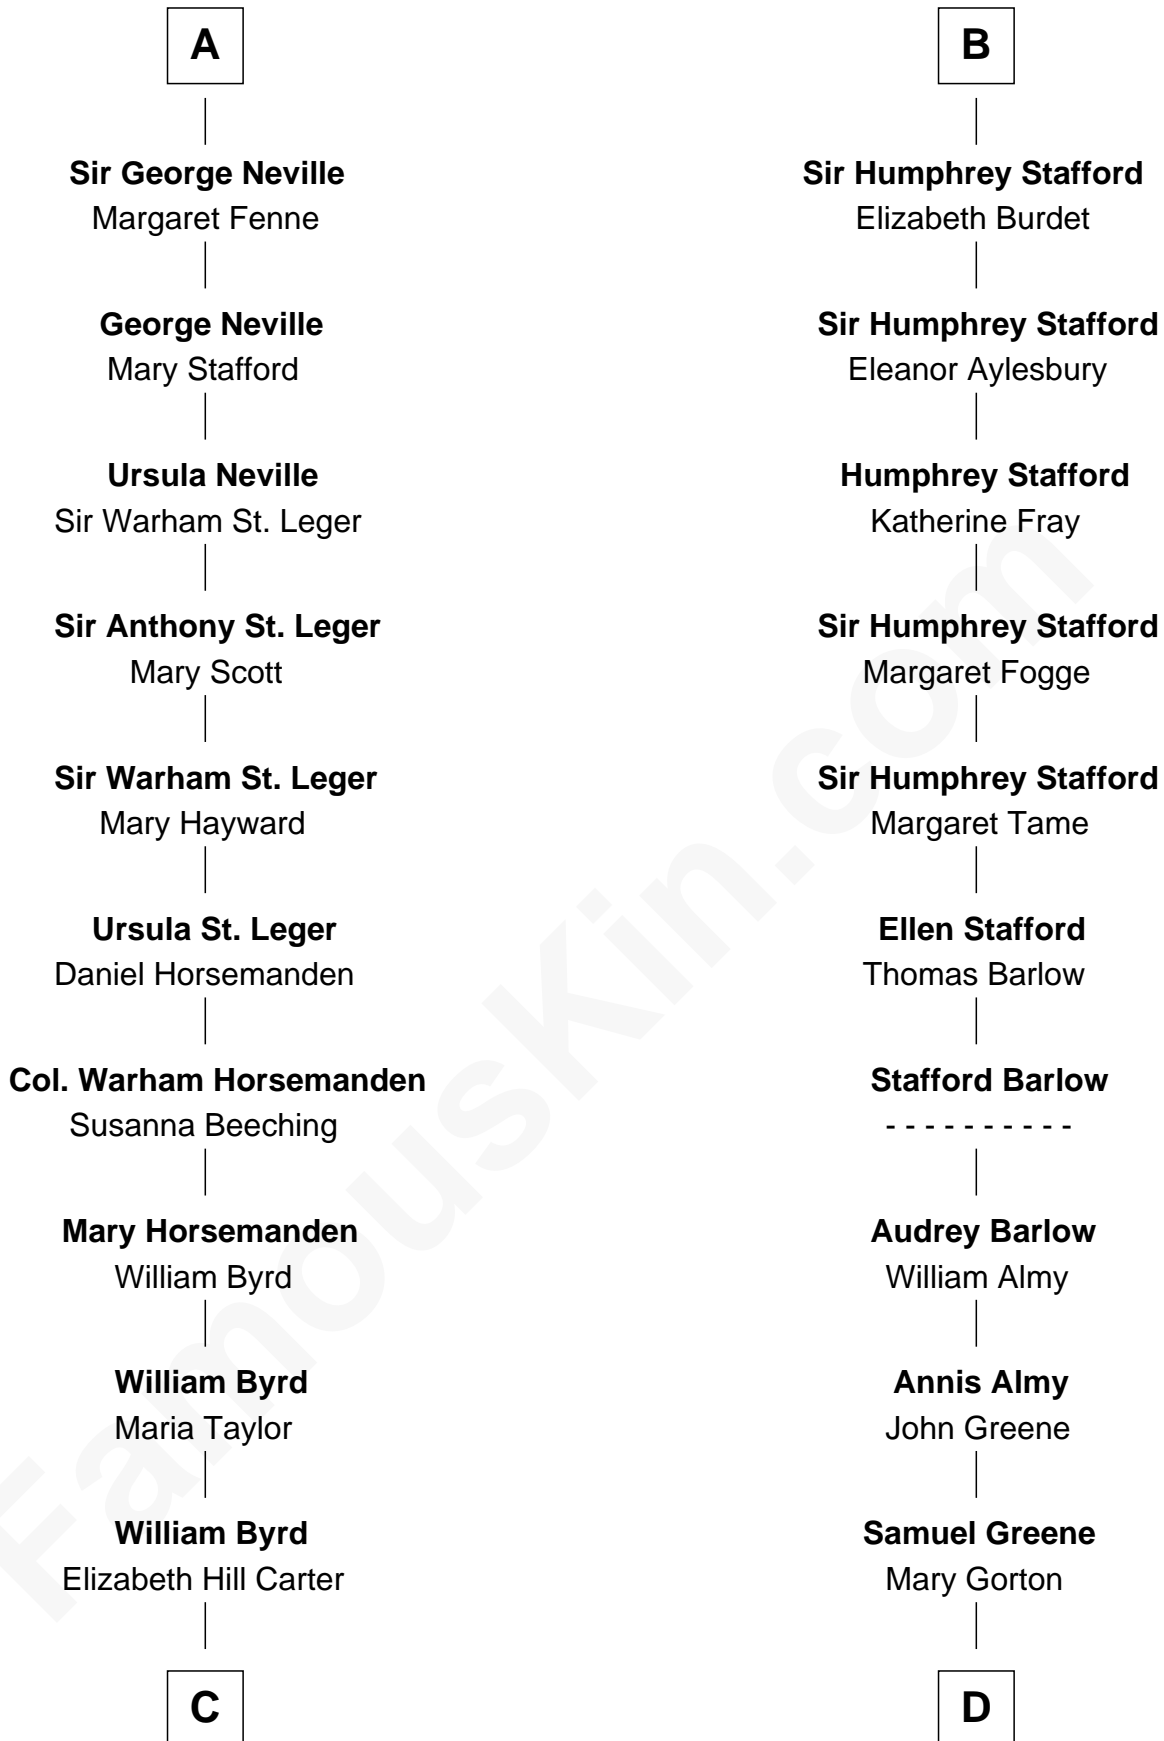 A
Sir George Neville
Margaret Fenne
George Neville
Mary Stafford
Ursula Neville
Sir Warham St. Leger
Sir Anthony St. Leger
Mary Scott
Sir Warham St. Leger
Mary Hayward
Ursula St. Leger
Daniel Horsemanden
Col. Warham Horsemanden
Susanna Beeching
Mary Horsemanden
William Byrd
William Byrd
Maria Taylor
William Byrd
Elizabeth Hill Carter
C
B
Sir Humphrey Stafford
Elizabeth Burdet
Sir Humphrey Stafford
Eleanor Aylesbury
Humphrey Stafford
Katherine Fray
Sir Humphrey Stafford
Margaret Fogge
Sir Humphrey Stafford
Margaret Tame
Ellen Stafford
Thomas Barlow
Stafford Barlow
- - - - - - - - - -
Audrey Barlow
William Almy
Annis Almy
John Greene
Samuel Greene
Mary Gorton
D
FamousKin.com